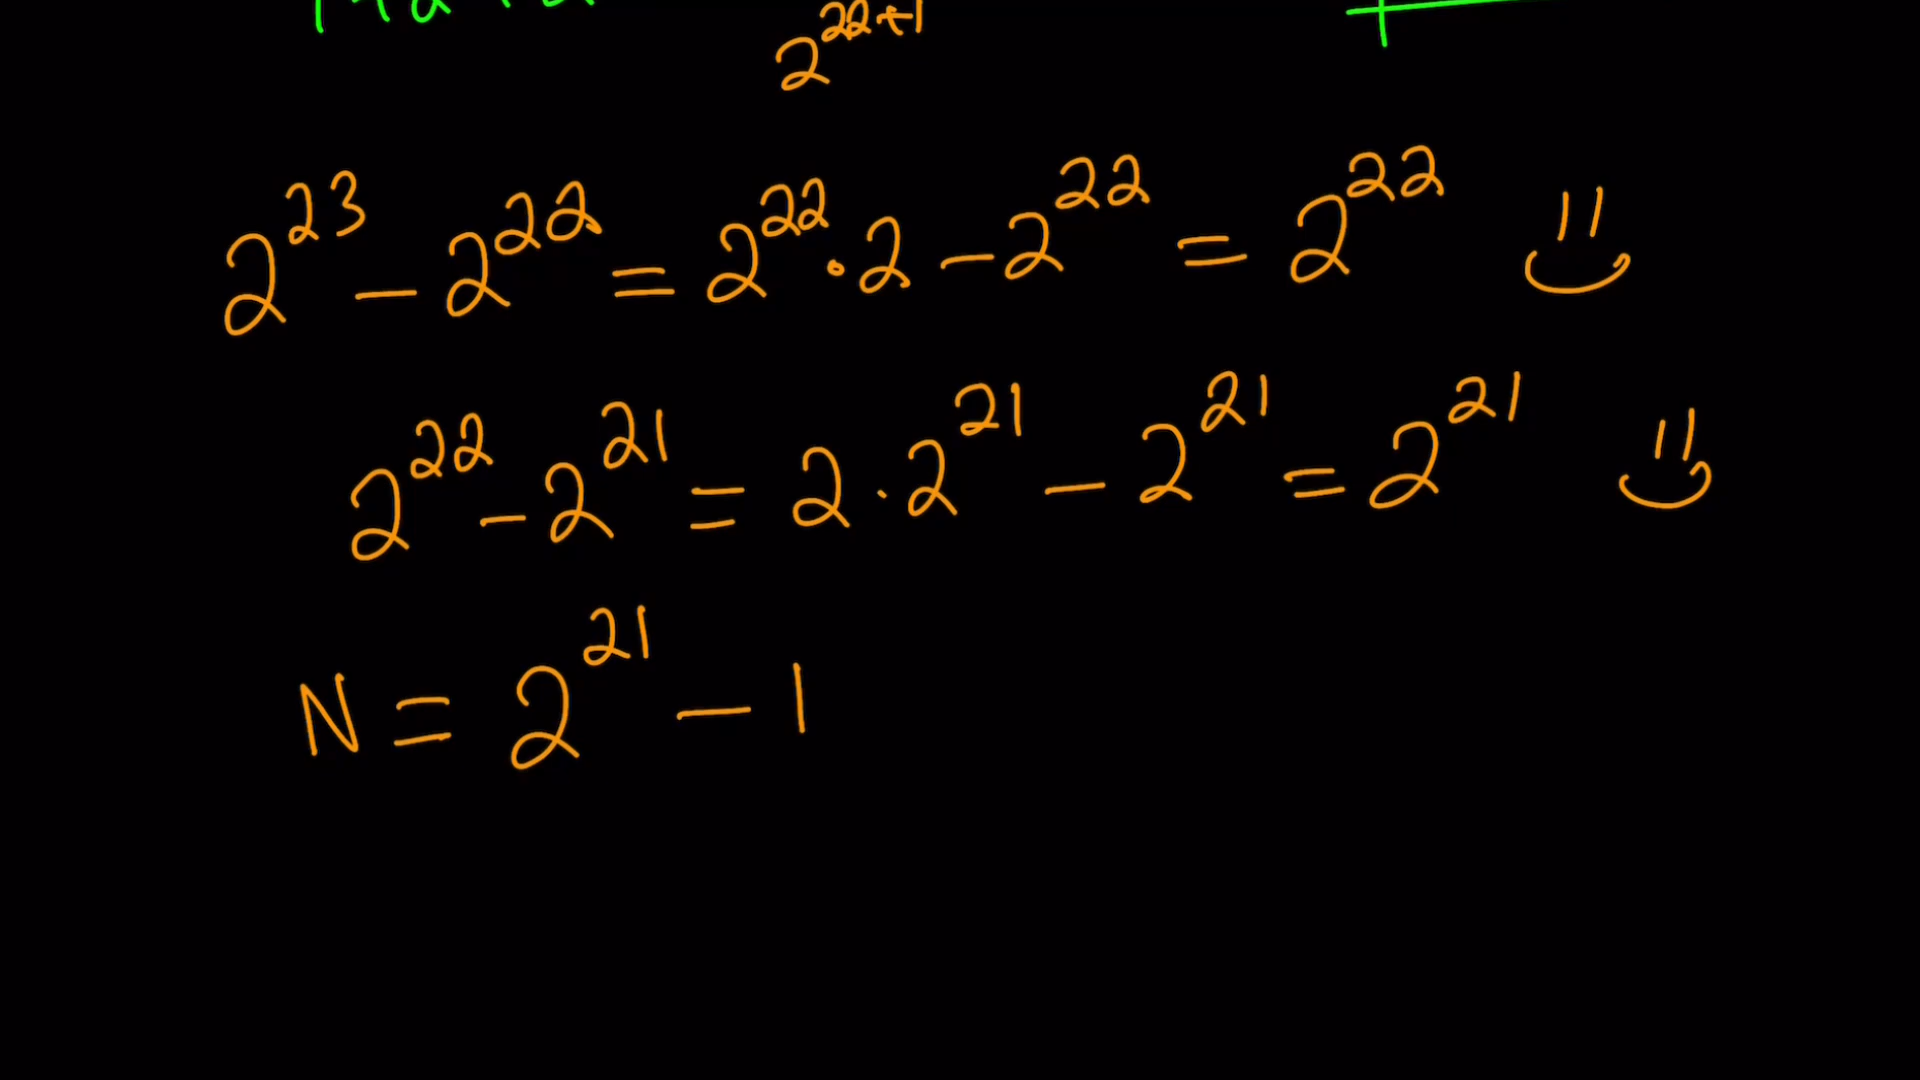 2^{22+1}
2^{23} - 2^{22} = 2^{22} · 2 - 2^{22} = 2^{22}
2^{22} - 2^{21} = 2 · 2^{21} - 2^{21} = 2^{21}
N = 2^{21} - 1